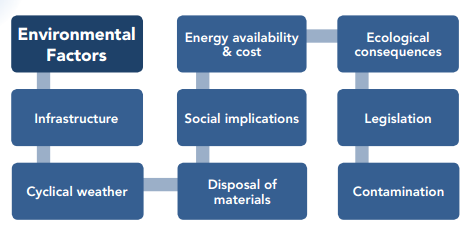 Environmental
Factors
Infrastructure
Cyclical weather
Disposal of
materials
Social implications
Energy availability
& cost
Ecological
consequences
Legislation
Contamination